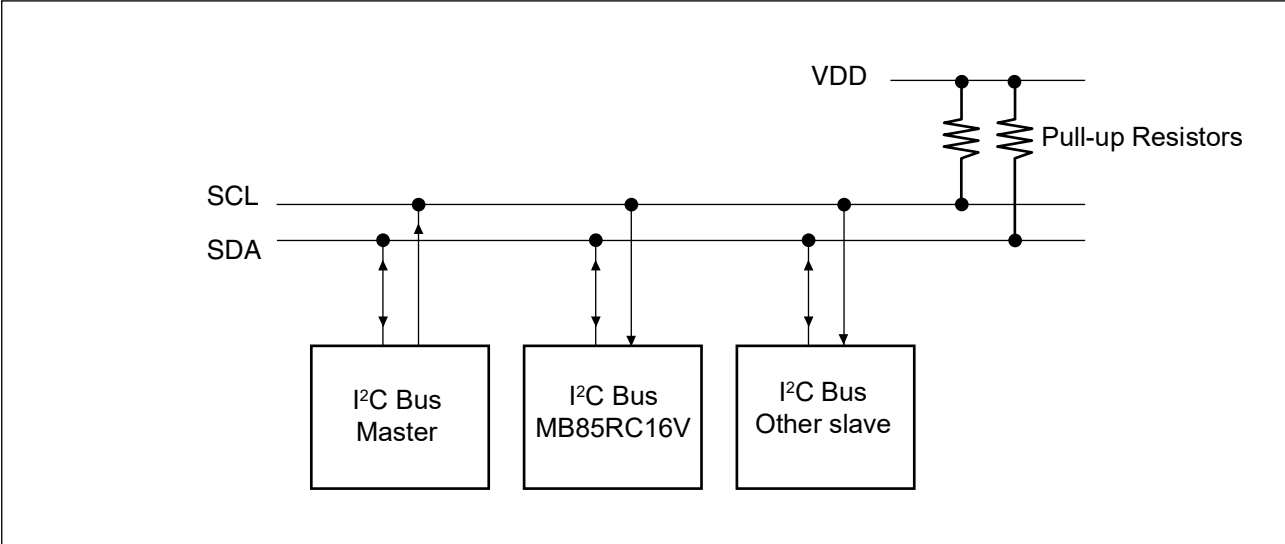 VDD
Pull-up Resistors
SCL
SDA
I²C Bus
Master
I²C Bus
MB85RC16V
I²C Bus
Other slave